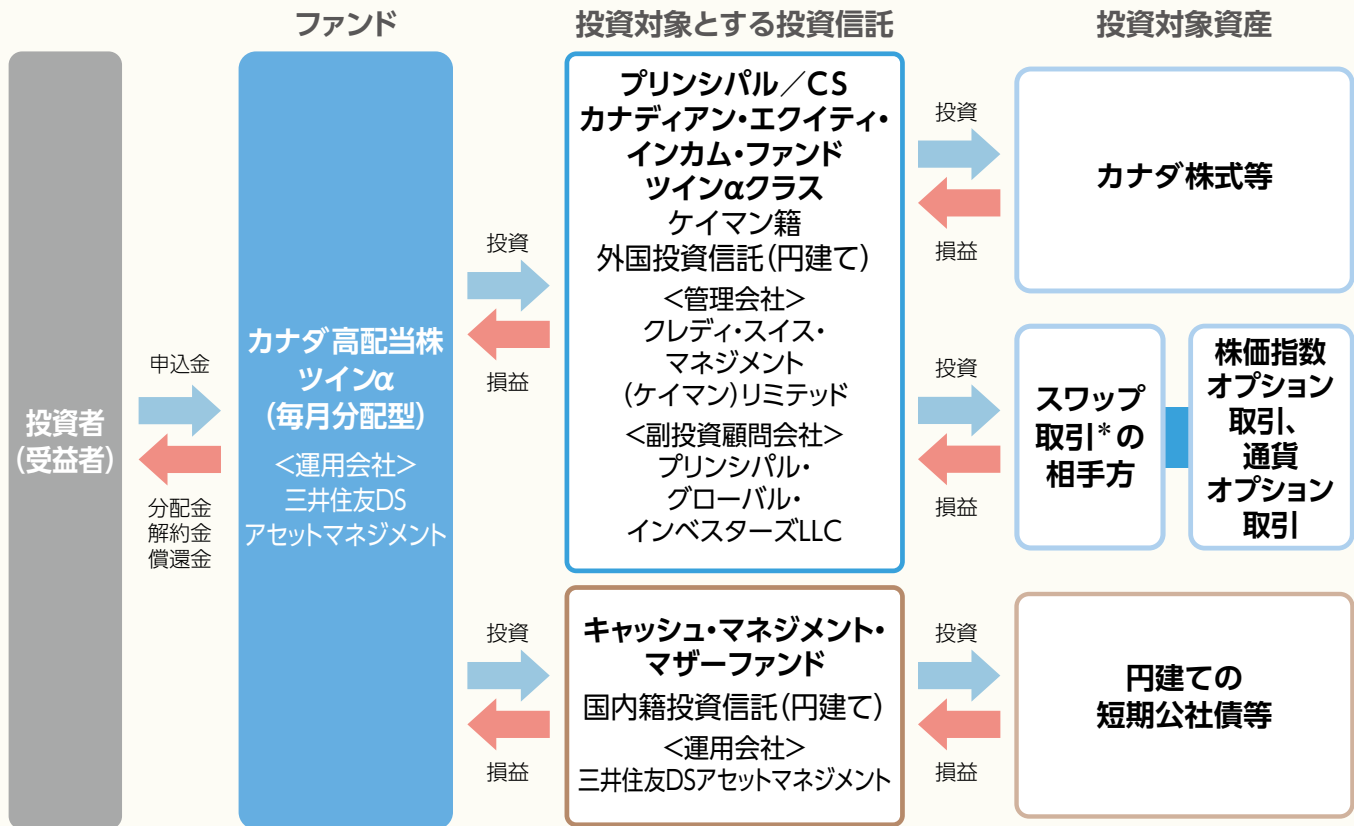 ファンド
投資対象とする投資信託
投資対象資産
投資者
(受益者)
申込金
分配金
解約金
償還金
カナダ高配当株
ツインα
(毎月分配型)
<運用会社>
三井住友DS
アセットマネジメント
投資
損益
プリンシパル/CS
カナディアン・エクイティ・
インカム・ファンド
ツインαクラス
ケイマン籍
外国投資信託(円建て)
<管理会社>
クレディ・スイス・
マネジメント
(ケイマン)リミテッド
<副投資顧問会社>
プリンシパル・
グローバル・
インベスターズLLC
投資
損益
カナダ株式等
投資
損益
スワップ
取引*の
相手方
株価指数
オプション
取引、
通貨
オプション
取引
投資
損益
キャッシュ・マネジメント・
マザーファンド
国内籍投資信託(円建て)
<運用会社>
三井住友DSアセットマネジメント
投資
損益
円建ての
短期公社債等